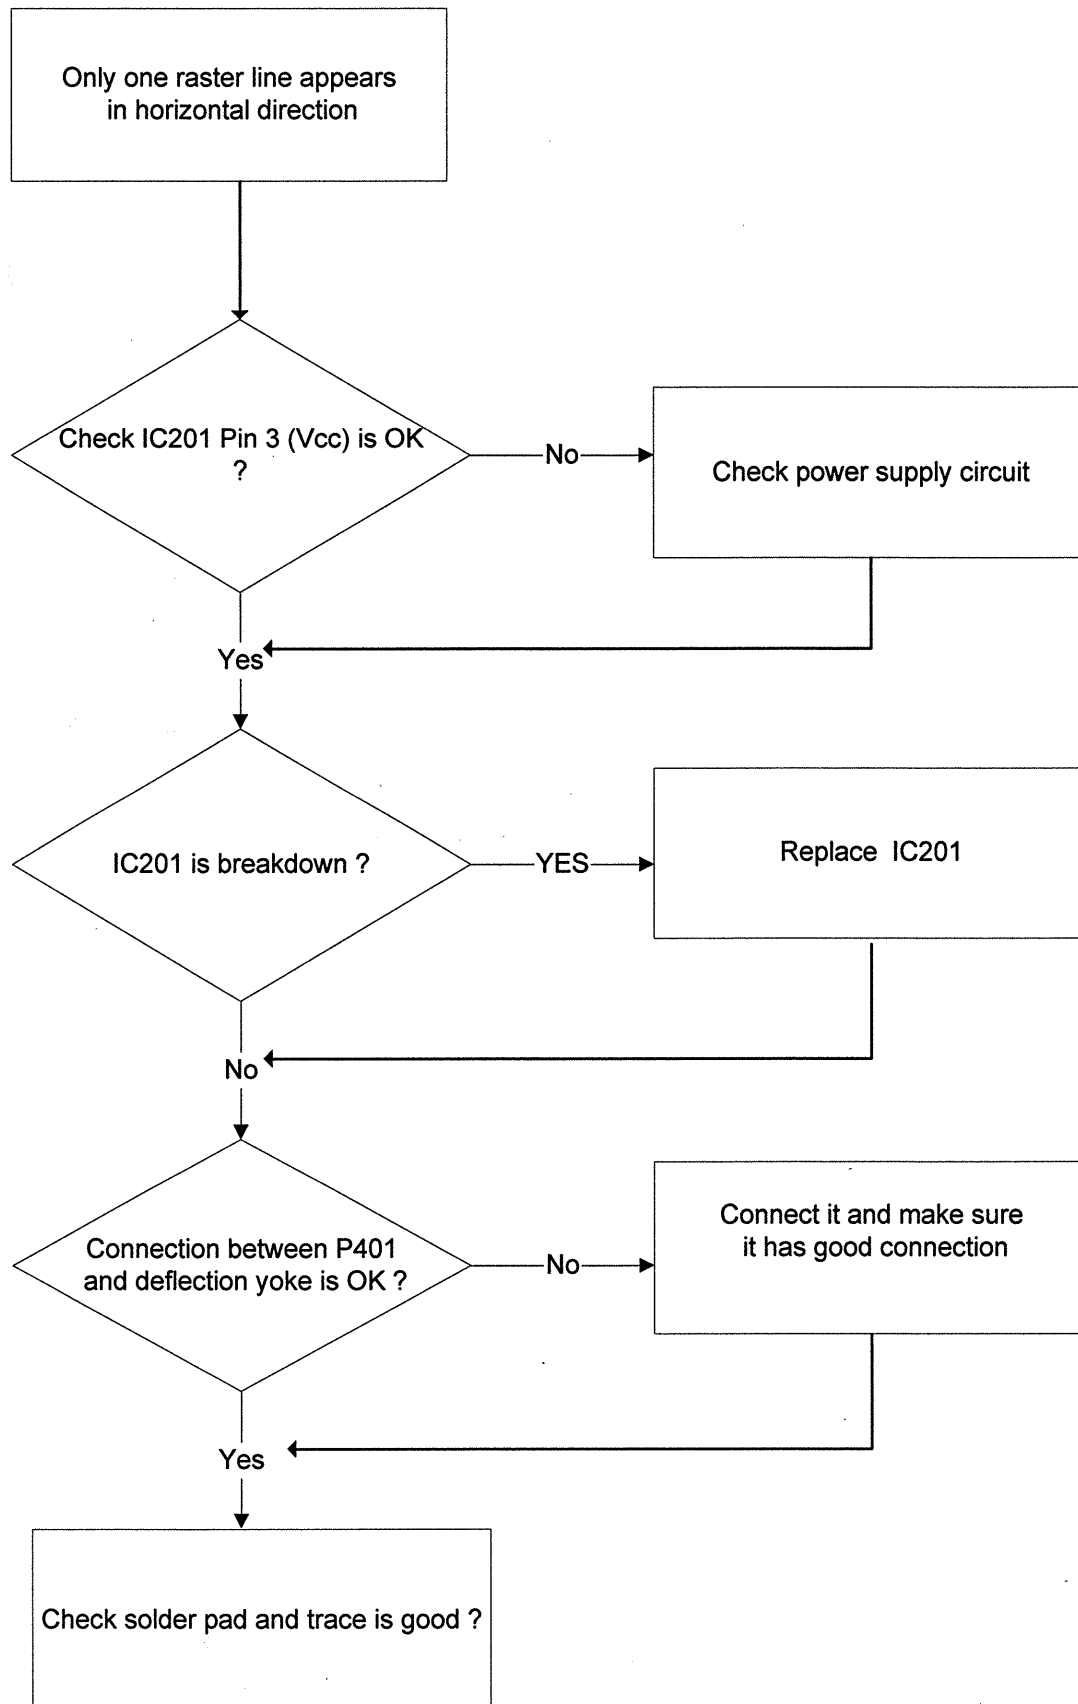 Only one raster line appears
in horizontal direction
Check IC201 Pin 3 (Vcc) is OK
?
No
Check power supply circuit
Yes
IC201 is breakdown ?
YES
Replace IC201
No
Connection between P401
and deflection yoke is OK ?
No
Connect it and make sure
it has good connection
Yes
Check solder pad and trace is good ?